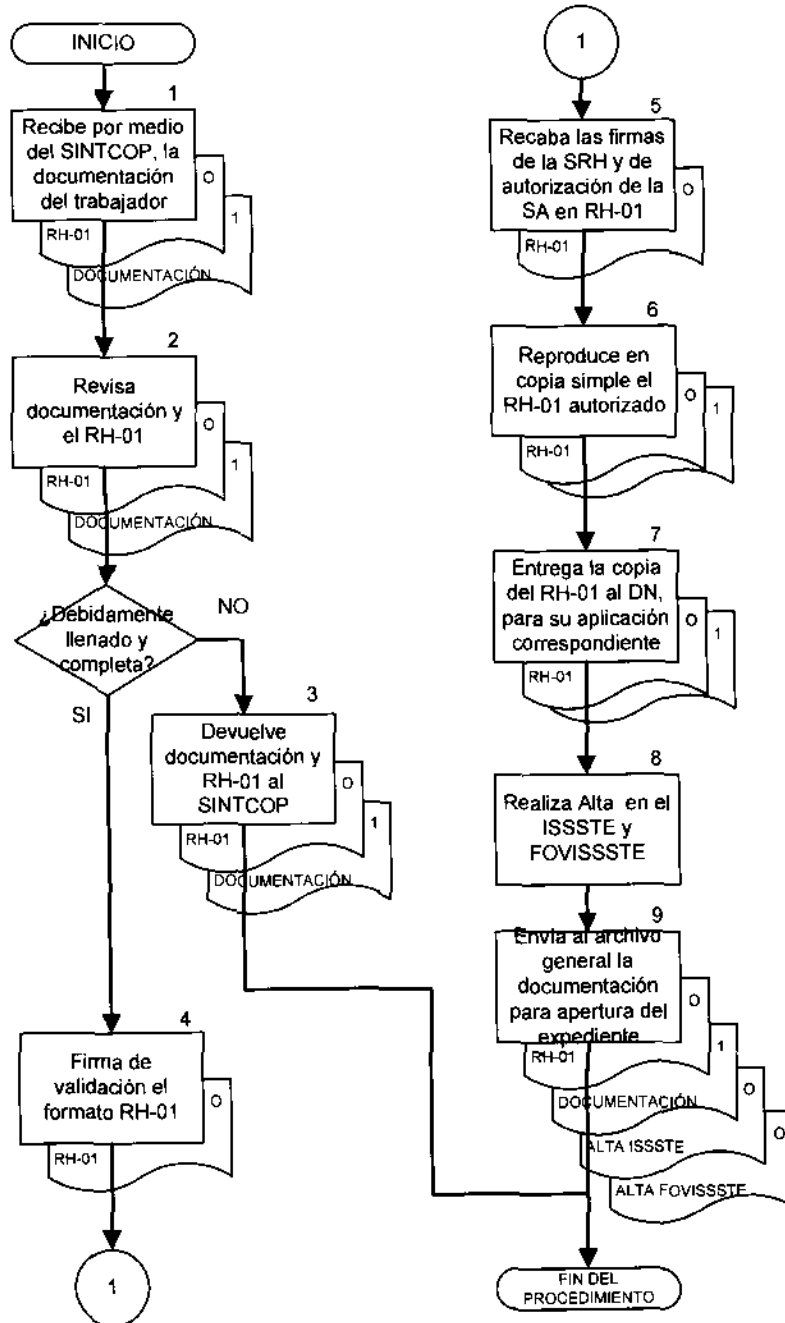 INICIO
1
Recibe por medio
del SINTCOP, la
documentación
del trabajador
O
RH-01
1
DOCUMENTACIÓN
2
Revisa
documentación y
el RH-01
O
RH-01
1
DOCUMENTACIÓN
¿Debidamente
llenado y
completa?
NO
SI
3
Devuelve
documentación y
RH-01 al
SINTCOP
O
RH-01
1
DOCUMENTACIÓN
4
Firma de
validación el
formato RH-01
O
RH-01
1
1
5
Recaba las firmas
de la SRH y de
autorización de la
SA en RH-01
O
RH-01
6
Reproduce en
copia simple el
RH-01 autorizado
O
1
RH-01
7
Entrega la copia
del RH-01 al DN,
para su aplicación
correspondiente
O
1
RH-01
8
Realiza Alta en el
ISSSTE y
FOVISSSTE
9
Envía al archivo
general la
documentación
para apertura del
expediente
O
RH-01
1
DOCUMENTACIÓN
O
ALTA ISSSTE
O
ALTA FOVISSSTE
FIN DEL
PROCEDIMIENTO